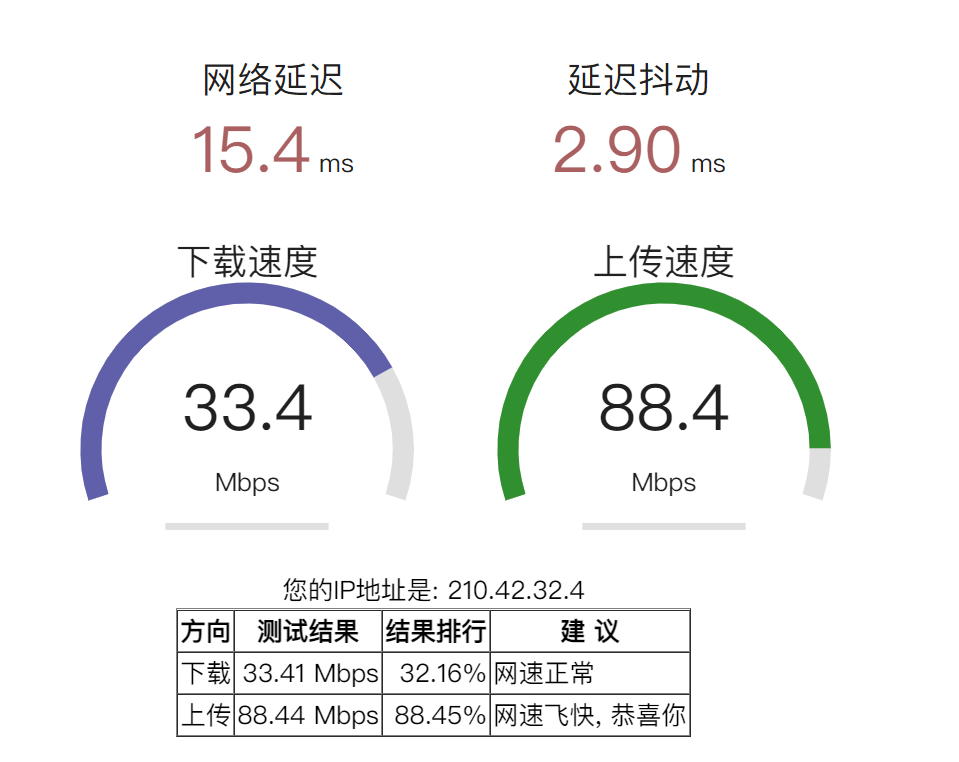 网络延迟 延迟抖动
15.4 ms 2.90 ms
下载速度 上传速度
33.4 88.4
Mbps Mbps
您的IP地址是: 210.42.32.4
方向 测试结果 结果排行 建 议
下载 33.41 Mbps 32.16% 网速正常
上传 88.44 Mbps 88.45% 网速飞快, 恭喜你